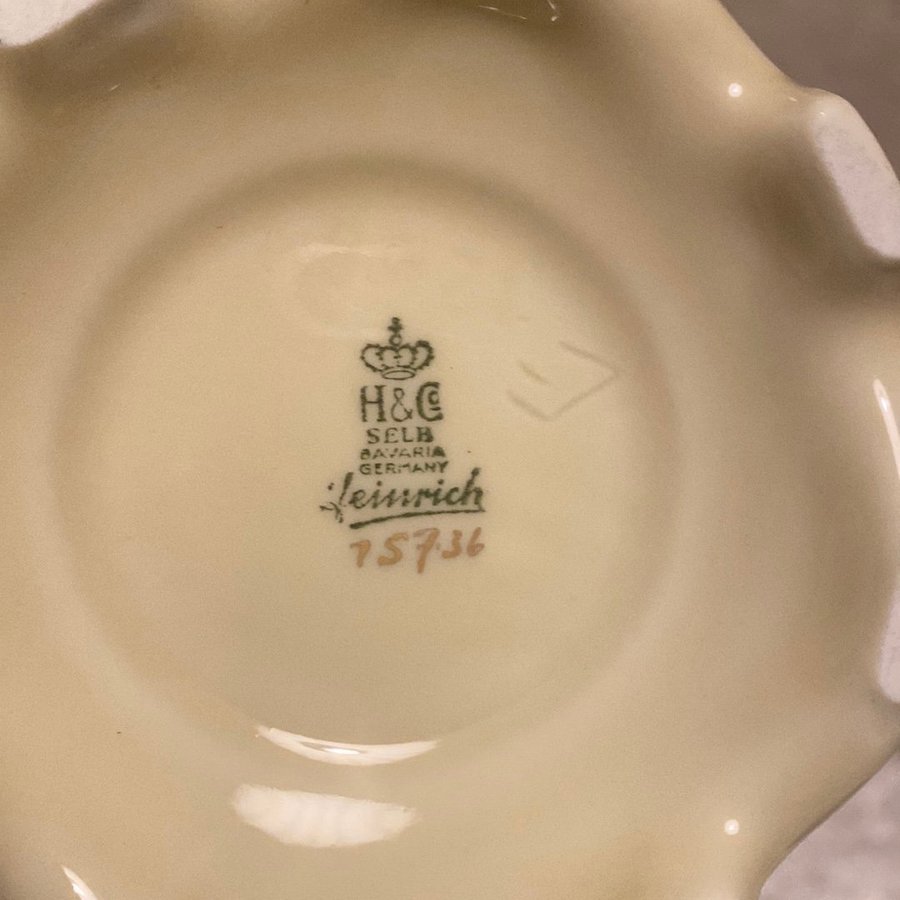 H&Co
SELB
BAVARIA
GERMANY
Heinrich
15736